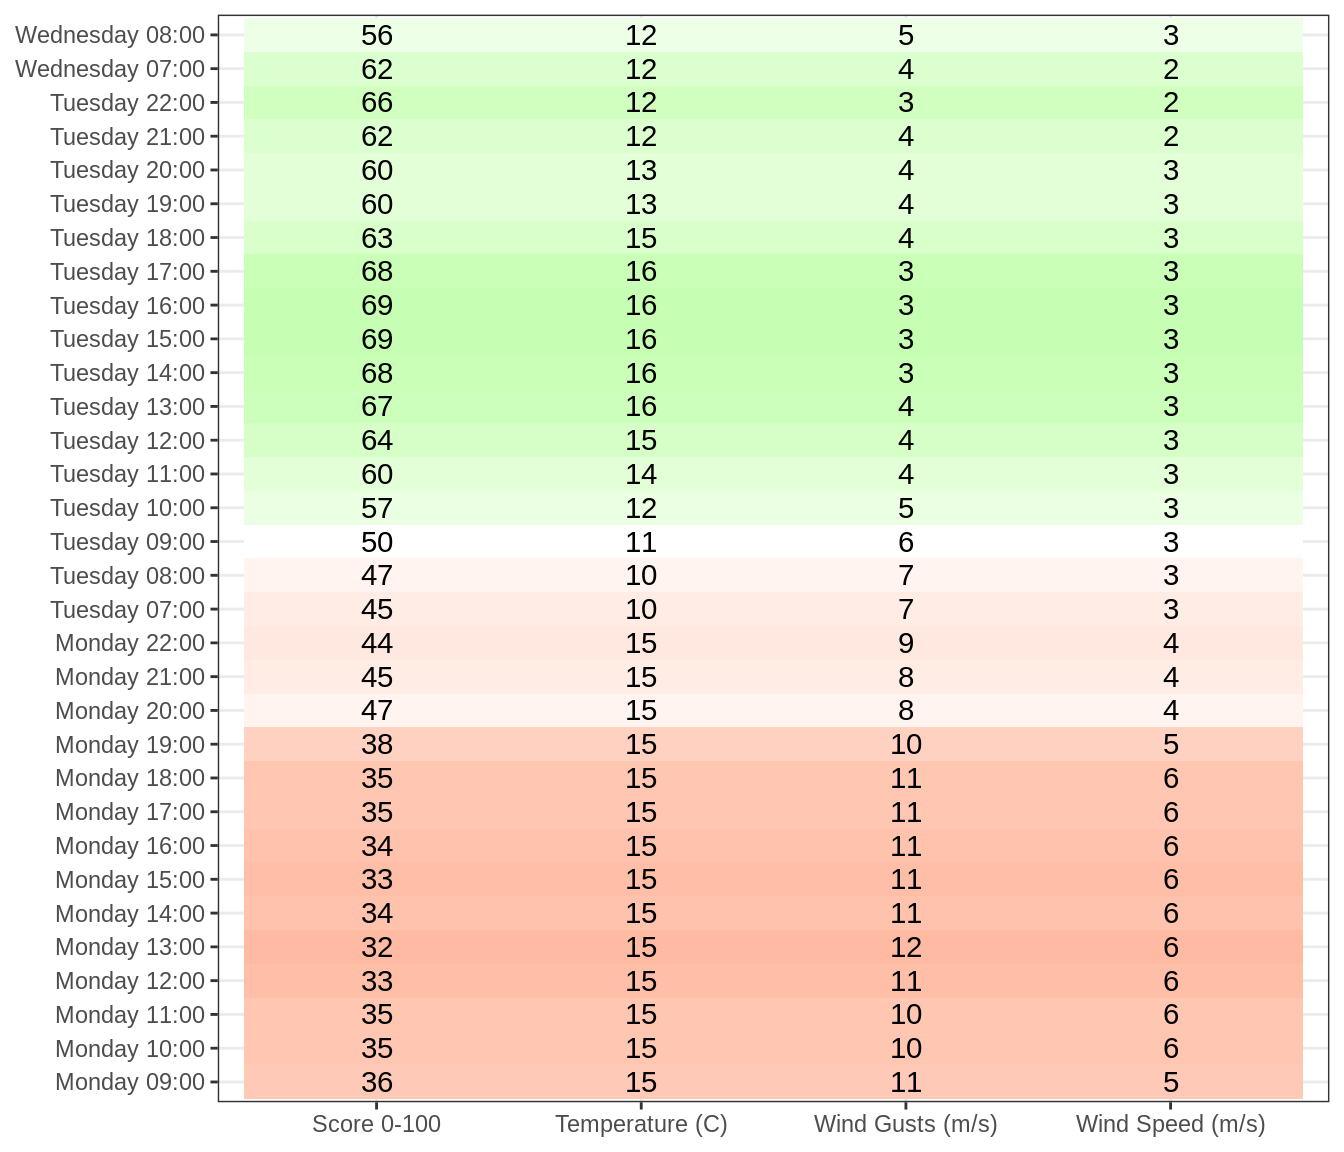 Wednesday 08:00 56 12 5 3
Wednesday 07:00 62 12 4 2
Tuesday 22:00 66 12 3 2
Tuesday 21:00 62 12 4 2
Tuesday 20:00 60 13 4 3
Tuesday 19:00 60 13 4 3
Tuesday 18:00 63 15 4 3
Tuesday 17:00 68 16 3 3
Tuesday 16:00 69 16 3 3
Tuesday 15:00 69 16 3 3
Tuesday 14:00 68 16 3 3
Tuesday 13:00 67 16 4 3
Tuesday 12:00 64 15 4 3
Tuesday 11:00 60 14 4 3
Tuesday 10:00 57 12 5 3
Tuesday 09:00 50 11 6 3
Tuesday 08:00 47 10 7 3
Tuesday 07:00 45 10 7 3
Monday 22:00 44 15 9 4
Monday 21:00 45 15 8 4
Monday 20:00 47 15 8 4
Monday 19:00 38 15 10 5
Monday 18:00 35 15 11 6
Monday 17:00 35 15 11 6
Monday 16:00 34 15 11 6
Monday 15:00 33 15 11 6
Monday 14:00 34 15 11 6
Monday 13:00 32 15 12 6
Monday 12:00 33 15 11 6
Monday 11:00 35 15 10 6
Monday 10:00 35 15 10 6
Monday 09:00 36 15 11 5
Score 0-100 Temperature (C) Wind Gusts (m/s) Wind Speed (m/s)